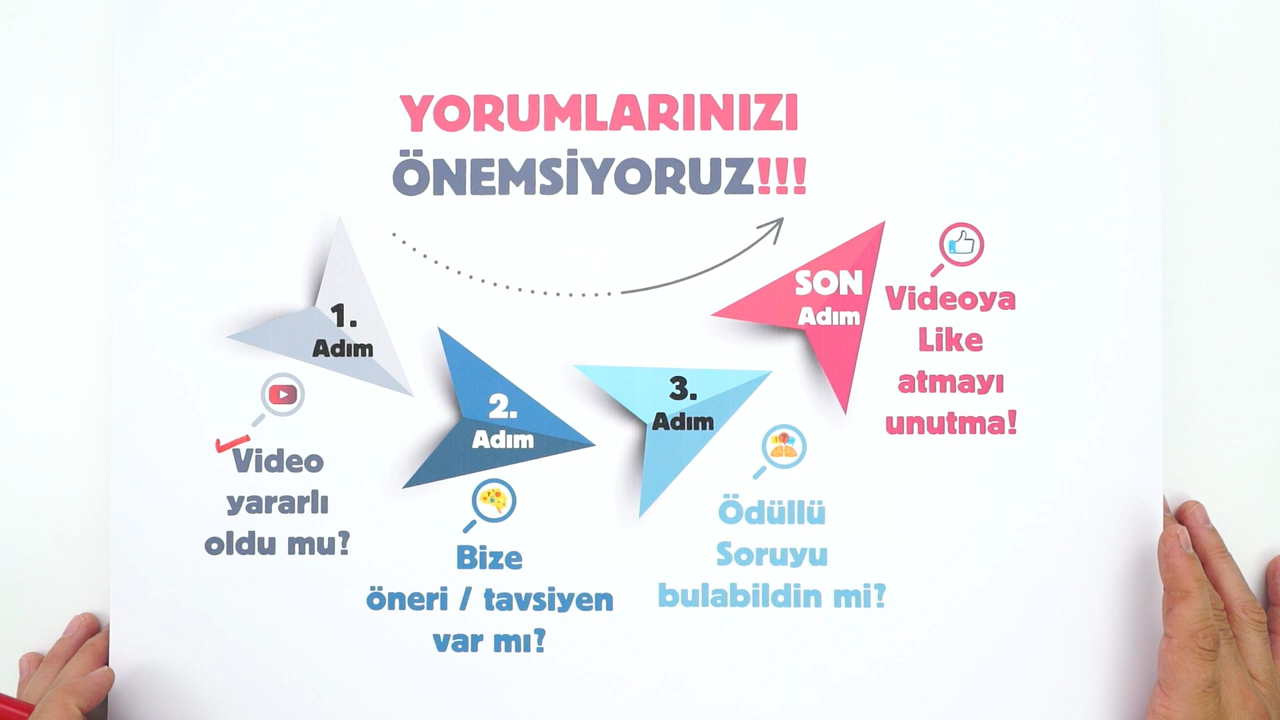 YORUMLARINIZI
ÖNEMSİYORUZ!!!
1.
Adım
Video
yararlı
oldu mu?
2.
Adım
Bize
öneri / tavsiyen
var mı?
3.
Adım
Ödüllü
Soruyu
bulabildin mi?
SON
Adım
Videoya
Like
atmayı
unutma!